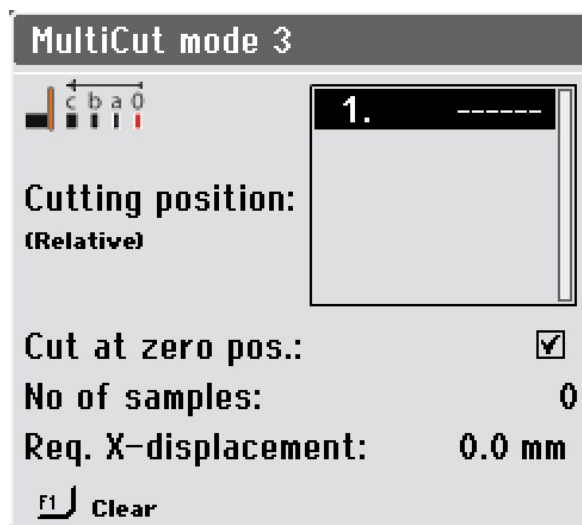 MultiCut mode 3
c b a 0
1. ------
Cutting position:
(Relative)
Cut at zero pos.:
No of samples: 0
Req. X-displacement: 0.0 mm
F1 Clear